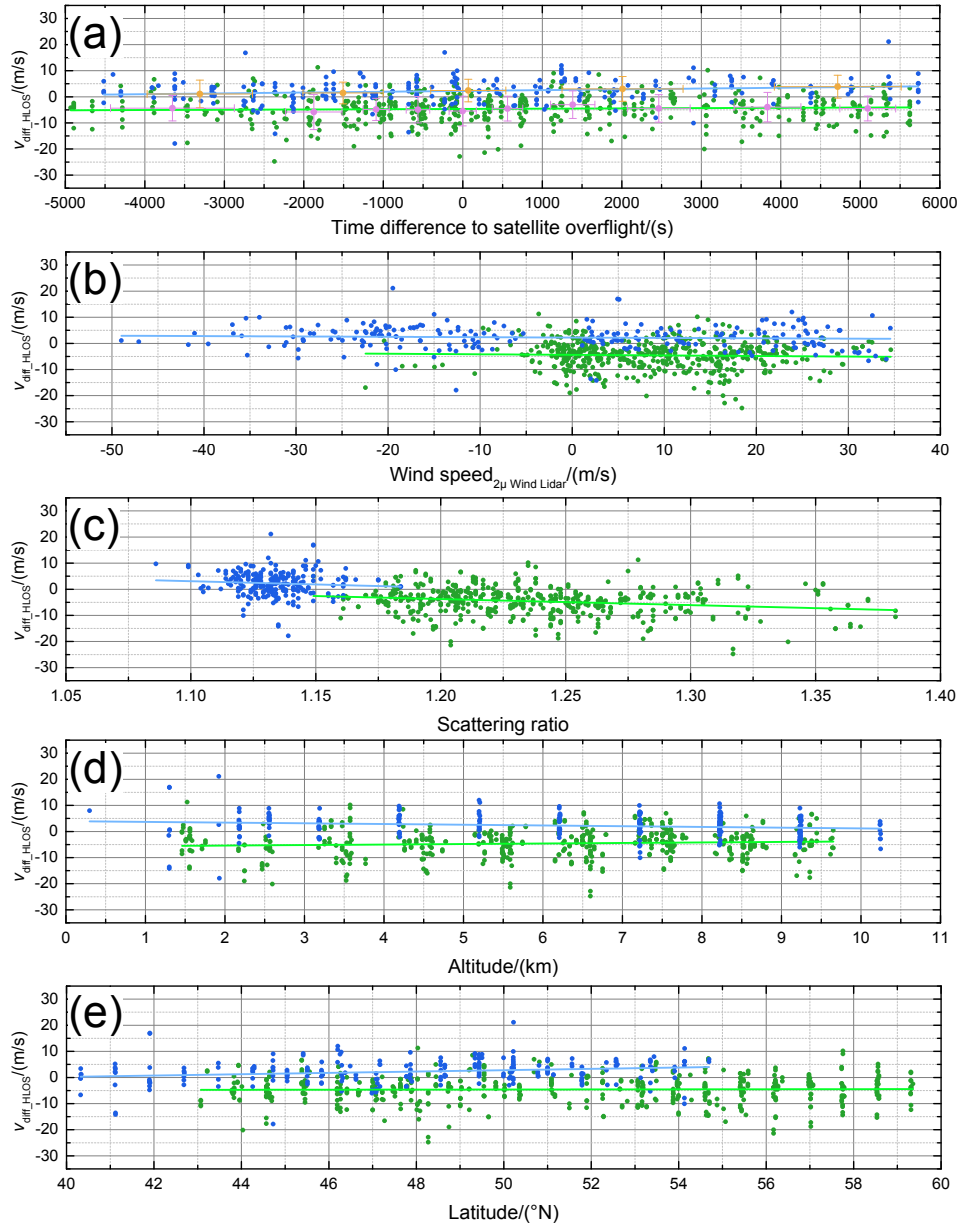 (a)
30
20
10
0
-10
-20
-30
v_diff_HLOS/(m/s)
-5000 -4000 -3000 -2000 -1000 0 1000 2000 3000 4000 5000 6000
Time difference to satellite overflight/(s)
(b)
30
20
10
0
-10
-20
-30
v_diff_HLOS/(m/s)
-50 -40 -30 -20 -10 0 10 20 30 40
Wind speed2μ Wind Lidar/(m/s)
(c)
30
20
10
0
-10
-20
-30
v_diff_HLOS/(m/s)
1.05 1.10 1.15 1.20 1.25 1.30 1.35 1.40
Scattering ratio
(d)
30
20
10
0
-10
-20
-30
v_diff_HLOS/(m/s)
0 1 2 3 4 5 6 7 8 9 10 11
Altitude/(km)
(e)
30
20
10
0
-10
-20
-30
v_diff_HLOS/(m/s)
40 42 44 46 48 50 52 54 56 58 60
Latitude/(°N)